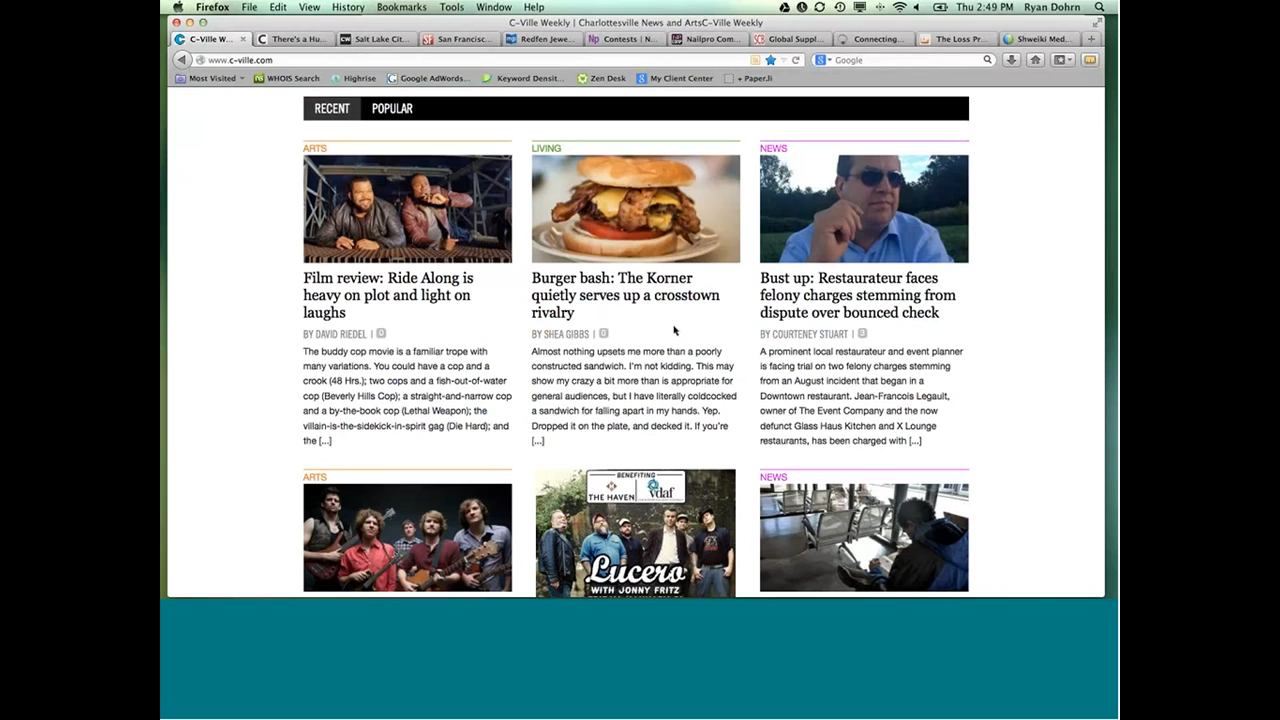 Firefox File Edit View History Bookmarks Tools Window Help Thu 2:49 PM Ryan Dohrn
C-Ville Weekly | Charlottesville News and ArtsC-Ville Weekly
C-Ville W... There's a Hu... Salt Lake Cit... San Francisc... Redfen Jewe... Contests | N... Nailpro Com... Global Suppl... Connecting... The Loss Pr... Shweiki Med...
www.c-ville.com Google
Most Visited WHOIS Search Highrise Google AdWords... Keyword Densit... Zen Desk My Client Center + Paper.li
RECENT POPULAR
ARTS
Film review: Ride Along is
heavy on plot and light on
laughs
BY DAVID RIEDEL | 0
The buddy cop movie is a familiar trope with
many variations. You could have a cop and a
crook (48 Hrs.); two cops and a fish-out-of-water
cop (Beverly Hills Cop); a straight-and-narrow cop
and a by-the-book cop (Lethal Weapon); the
villain-is-the-sidekick-in-spirit gag (Die Hard); and
the [...]
LIVING
Burger bash: The Korner
quietly serves up a crosstown
rivalry
BY SHEA GIBBS | 0
Almost nothing upsets me more than a poorly
constructed sandwich. I'm not kidding. This may
show my crazy a bit more than is appropriate for
general audiences, but I have literally coldcocked
a sandwich for falling apart in my hands. Yep.
Dropped it on the plate, and decked it. If you're
[...]
NEWS
Bust up: Restaurateur faces
felony charges stemming from
dispute over bounced check
BY COURTENEY STUART | 3
A prominent local restaurateur and event planner
is facing trial on two felony charges stemming
from an August incident that began in a
Downtown restaurant. Jean-Francois Legault,
owner of The Event Company and the now
defunct Glass Haus Kitchen and X Lounge
restaurants, has been charged with [...]
ARTS
BENEFITING
THE HAVEN vdaf
Lucero
WITH JONNY FRITZ
NEWS